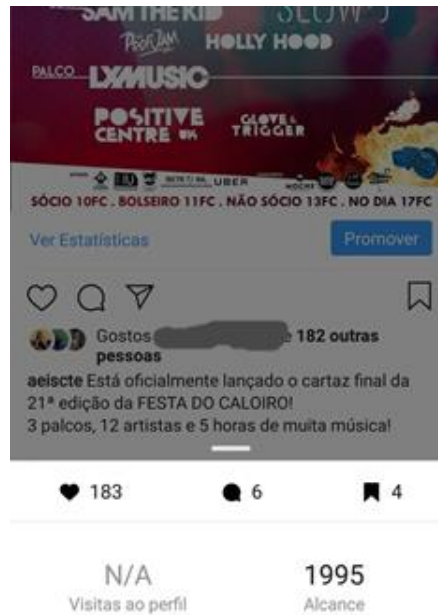 SAM THE KID SLOW J
HOLLY HOOD
PALCO LXMUSIC
POSITIVE CENTRE
GLOVE & TRIGGER
UBER
SÓCIO 10FC . BOLSEIRO 11FC . NÃO SÓCIO 13FC . NO DIA 17FC
Ver Estatísticas Promover
Gostos e 182 outras
pessoas
aeiscte Está oficialmente lançado o cartaz final da
21ª edição da FESTA DO CALOIRO!
3 palcos, 12 artistas e 5 horas de muita música!
183 6 4
N/A 1995
Visitas ao perfil Alcance